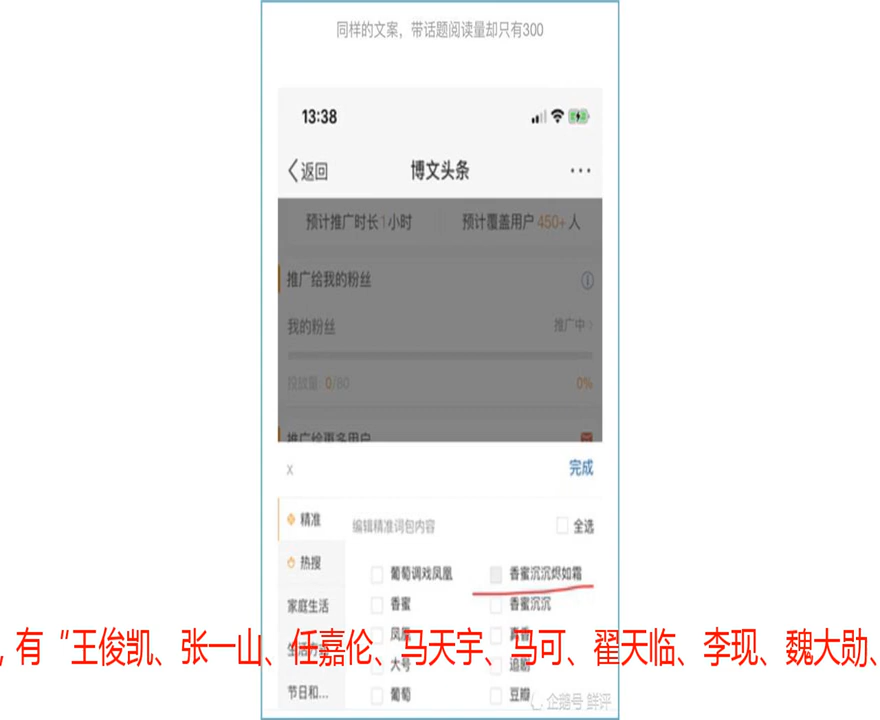 同样的文案，带话题阅读量却只有300
13:38
返回 博文头条 ...
预计推广时长1小时 预计覆盖用户 450+人
推广给我的粉丝
我的粉丝 推广中
投放量 0/80 0%
推广给更多用户
x 完成
精准 编辑精准词包内容 全选
热搜 葡萄调戏凤凰 香蜜沉沉烬如霜
家庭生活 香蜜 香蜜沉沉
凤凰
，有“王俊凯、张一山、任嘉伦、马天宇、马可、翟天临、李现、魏大勋、
大号 追剧
节日和... 葡萄 豆瓣
企鹅号 鲜评